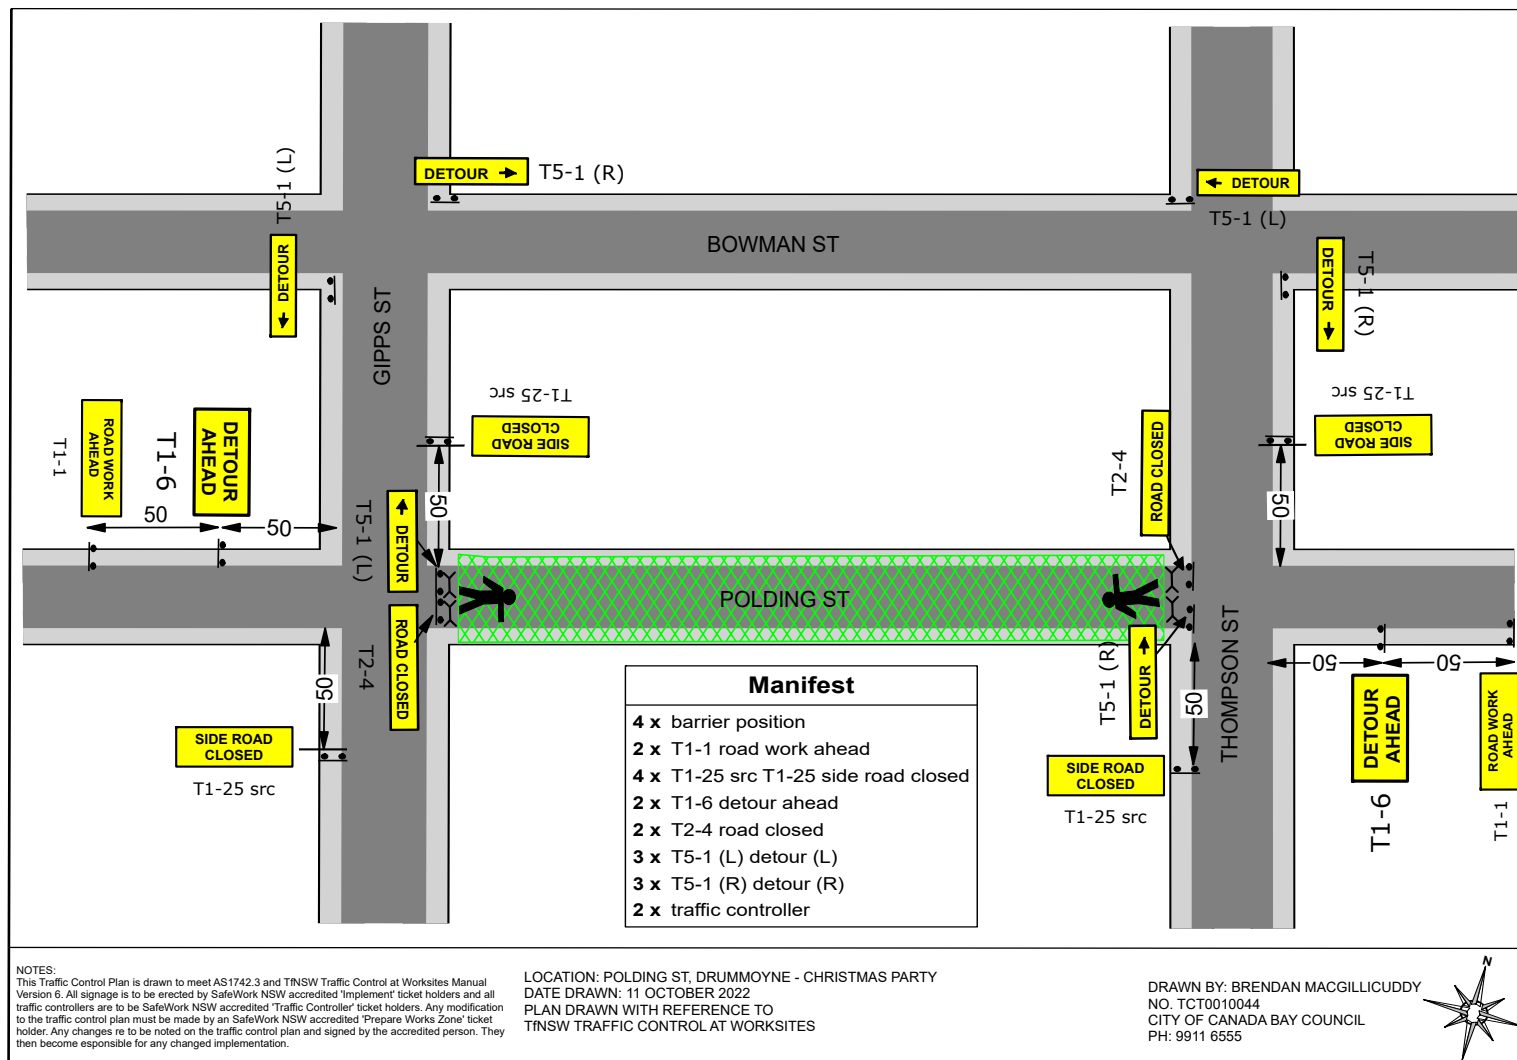 T5-1 (L)
DETOUR
T5-1 (R)
DETOUR
T5-1 (L)
DETOUR
BOWMAN ST
DETOUR
T5-1 (R)
GIPPS ST
T1-25 src
SIDE ROAD
CLOSED
T1-25 src
SIDE ROAD
CLOSED
T1-1
ROAD WORK
AHEAD
T1-6
DETOUR
AHEAD
50
50
50
50
T5-1 (L)
DETOUR
T2-4
ROAD CLOSED
T2-4
ROAD CLOSED
POLDING ST
T5-1 (R)
DETOUR
THOMPSON ST
50
50
50
50
SIDE ROAD
CLOSED
T1-25 src
SIDE ROAD
CLOSED
T1-25 src
DETOUR
AHEAD
T1-6
ROAD WORK
AHEAD
T1-1
Manifest
4 x barrier position
2 x T1-1 road work ahead
4 x T1-25 src T1-25 side road closed
2 x T1-6 detour ahead
2 x T2-4 road closed
3 x T5-1 (L) detour (L)
3 x T5-1 (R) detour (R)
2 x traffic controller
NOTES:
This Traffic Control Plan is drawn to meet AS1742.3 and TfNSW Traffic Control at Worksites Manual
Version 6. All signage is to be erected by SafeWork NSW accredited 'Implement' ticket holders and all
traffic controllers are to be SafeWork NSW accredited 'Traffic Controller' ticket holders. Any modification
to the traffic control plan must be made by an SafeWork NSW accredited 'Prepare Works Zone' ticket
holder. Any changes re to be noted on the traffic control plan and signed by the accredited person. They
then become esponsible for any changed implementation.
LOCATION: POLDING ST, DRUMMOYNE - CHRISTMAS PARTY
DATE DRAWN: 11 OCTOBER 2022
PLAN DRAWN WITH REFERENCE TO
TfNSW TRAFFIC CONTROL AT WORKSITES
DRAWN BY: BRENDAN MACGILLICUDDY
NO. TCT0010044
CITY OF CANADA BAY COUNCIL
PH: 9911 6555
N